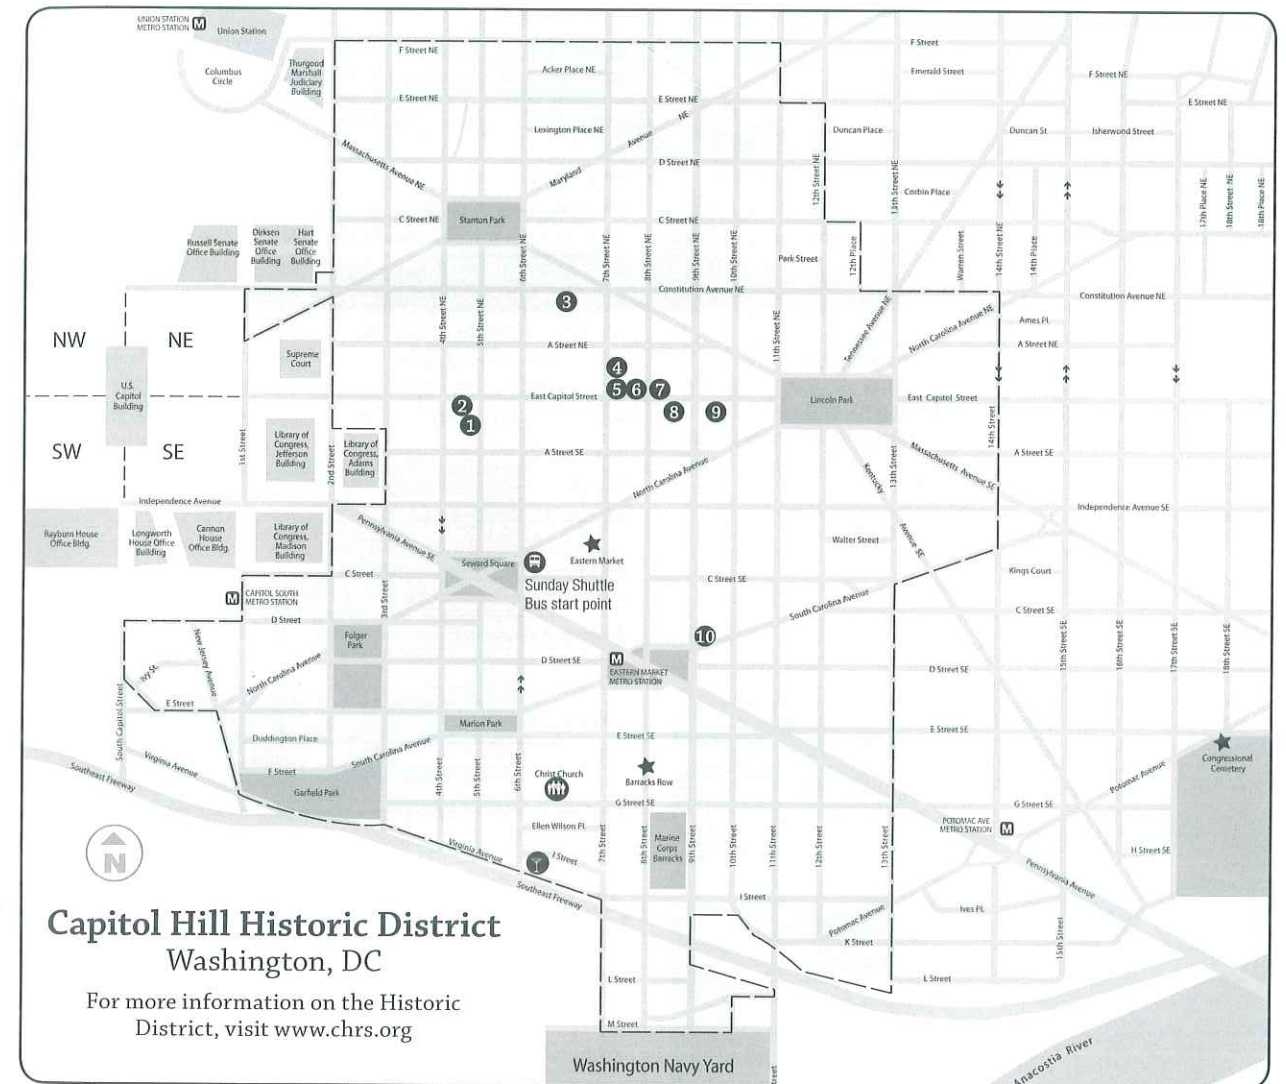 UNION STATION
METRO STATION
M
Union Station
Columbus
Circle
Thurgood
Marshall
Judiciary
Building
F Street NE
Acker Place NE
E Street NE
E Street NE
Lexington Place NE
Massachusetts Avenue NE
Maryland Avenue NE
D Street NE
F Street
Emerald Street
F Street NE
E Street NE
Duncan Place
Duncan St
Isherwood Street
12th Street NE
13th Street NE
Corbin Place
17th Place NE
18th Street NE
18th Place NE
C Street NE
Stanton Park
C Street NE
Russell Senate
Office Building
Dirksen
Senate
Office
Building
Hart
Senate
Office
Building
6th Street NE
7th Street NE
8th Street NE
9th Street NE
10th Street NE
Park Street
12th Place
Warren Street
14th Street NE
14th Place
Constitution Avenue NE
Constitution Avenue NE
3
4th Street NE
5th Street NE
11th Street NE
Tennessee Avenue NE
North Carolina Avenue NE
Ames Pl.
A Street NE
A Street NE
NW
NE
Supreme
Court
U.S.
Capitol
Building
4
5
6
7
8
9
2
1
East Capitol Street
Lincoln Park
East Capitol Street
SW
SE
1st Street
Library of
Congress,
Jefferson
Building
2nd Street
Library of
Congress,
Adams
Building
A Street SE
North Carolina Avenue
Kentucky Avenue SE
13th Street
Massachusetts Avenue SE
14th Street
A Street SE
Independence Avenue
Independence Avenue SE
Rayburn House
Office Bldg.
Longworth
House Office
Building
Cannon
House
Office Bldg.
Library of
Congress,
Madison
Building
Pennsylvania Avenue SE
Seward Square
Eastern Market
Walter Street
Sunday Shuttle
Bus start point
C Street
3rd Street
C Street SE
South Carolina Avenue
Kings Court
C Street SE
M
CAPITOL SOUTH
METRO STATION
D Street
Folger
Park
10
M
EASTERN MARKET
METRO STATION
D Street SE
D Street SE
15th Street SE
16th Street SE
17th Street SE
18th Street SE
New Jersey Avenue
Ivy St.
North Carolina Avenue
South Capitol Street
E Street
Marion Park
Duddington Place
South Carolina Avenue
E Street SE
E Street SE
Virginia Avenue
Southeast Freeway
F Street
Garfield Park
4th Street
5th Street
6th Street
Christ Church
Barracks Row
G Street SE
G Street SE
Potomac Avenue
Congressional
Cemetery
POTOMAC AVE
METRO STATION
M
Ellen Wilson Pl.
7th Street
8th Street
Marine
Corps
Barracks
9th Street
10th Street
11th Street
12th Street
13th Street
H Street SE
Pennsylvania Avenue
Virginia Avenue
I Street
Southeast Freeway
I Street
Potomac Avenue
Ives Pl.
K Street
15th Street
L Street
L Street
M Street
N
Capitol Hill Historic District
Washington, DC
For more information on the Historic
District, visit www.chrs.org
Washington Navy Yard
Anacostia River